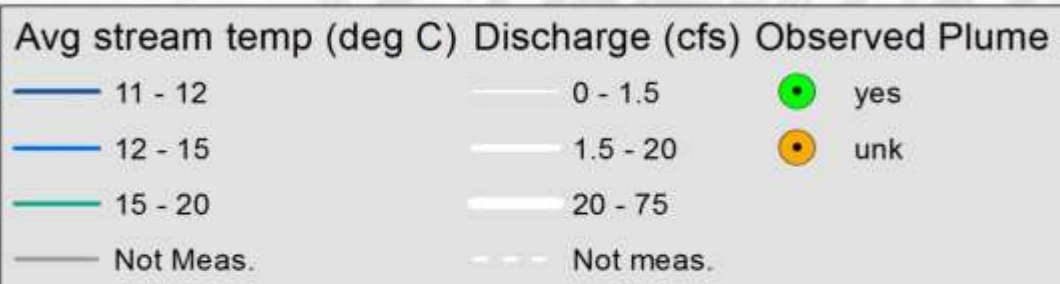 Avg stream temp (deg C) Discharge (cfs) Observed Plume
11 - 12 0 - 1.5 yes
12 - 15 1.5 - 20 unk
15 - 20 20 - 75
Not Meas. Not meas.